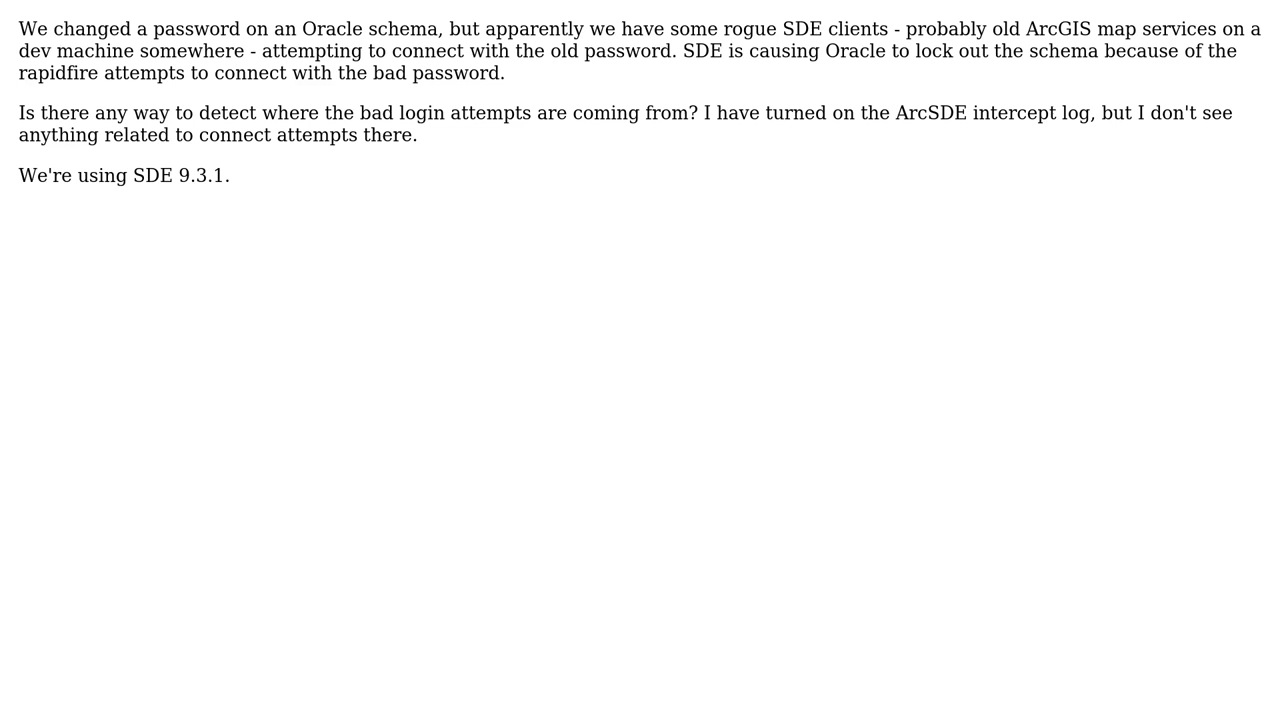 We changed a password on an Oracle schema, but apparently we have some rogue SDE clients - probably old ArcGIS map services on a
dev machine somewhere - attempting to connect with the old password. SDE is causing Oracle to lock out the schema because of the
rapidfire attempts to connect with the bad password.
Is there any way to detect where the bad login attempts are coming from? I have turned on the ArcSDE intercept log, but I don't see
anything related to connect attempts there.
We're using SDE 9.3.1.